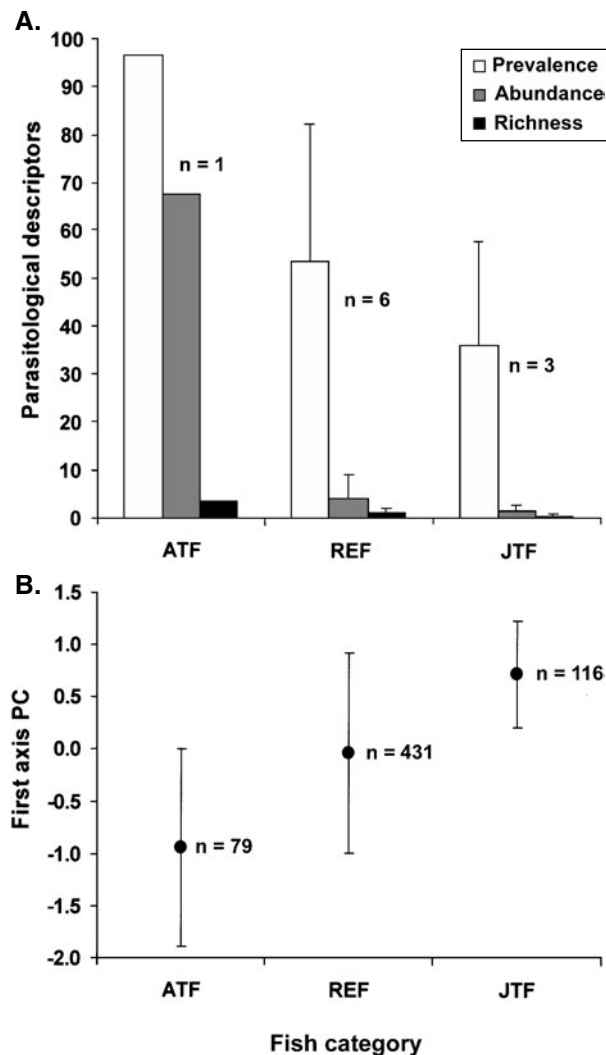 A.
Parasitological descriptors
100
90
80
70
60
50
40
30
20
10
0
Prevalence
Abundance
Richness
n = 1
n = 6
n = 3
ATF REF JTF
B.
First axis PC
1.5
1.0
0.5
0.0
-0.5
-1.0
-1.5
-2.0
n = 79
n = 431
n = 116
ATF REF JTF
Fish category